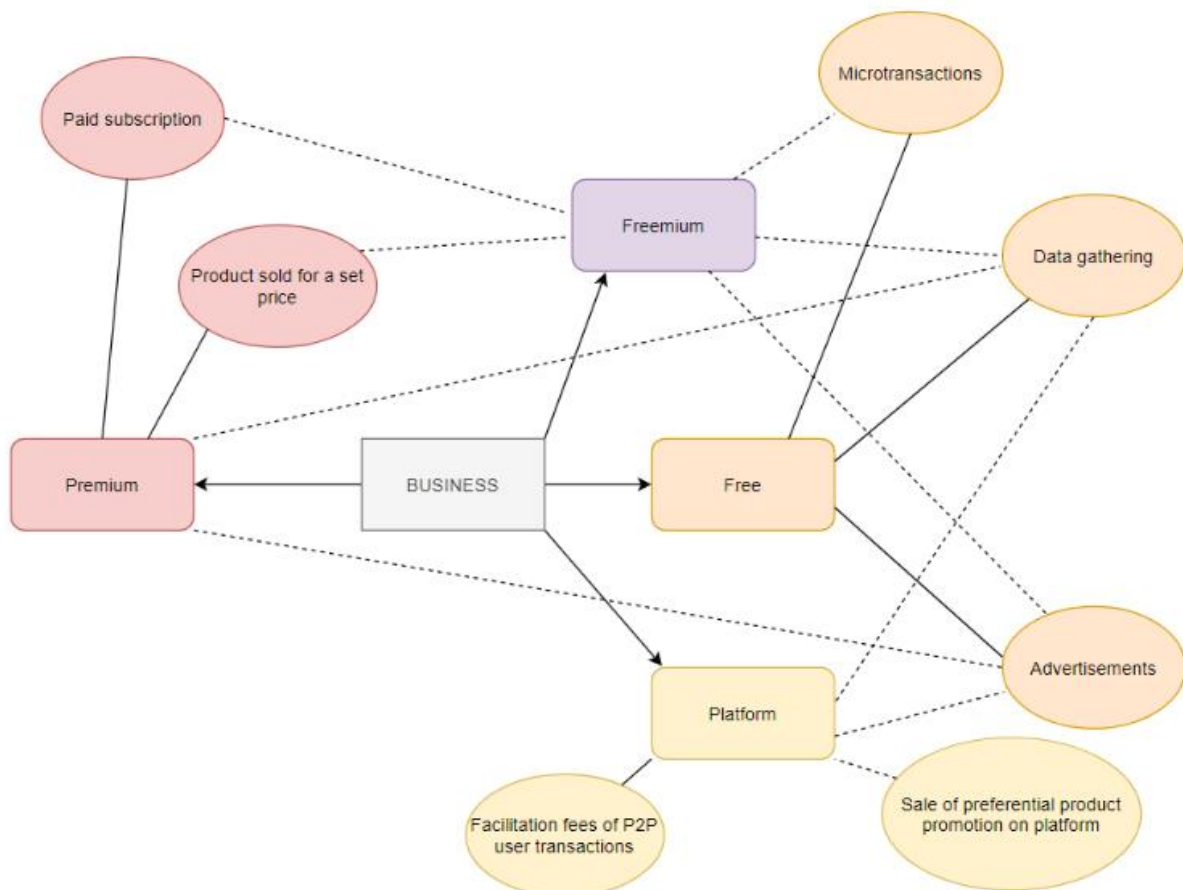 Microtransactions
Paid subscription
Freemium
Data gathering
Product sold for a set
price
Premium
BUSINESS
Free
Advertisements
Platform
Sale of preferential product
promotion on platform
Facilitation fees of P2P
user transactions